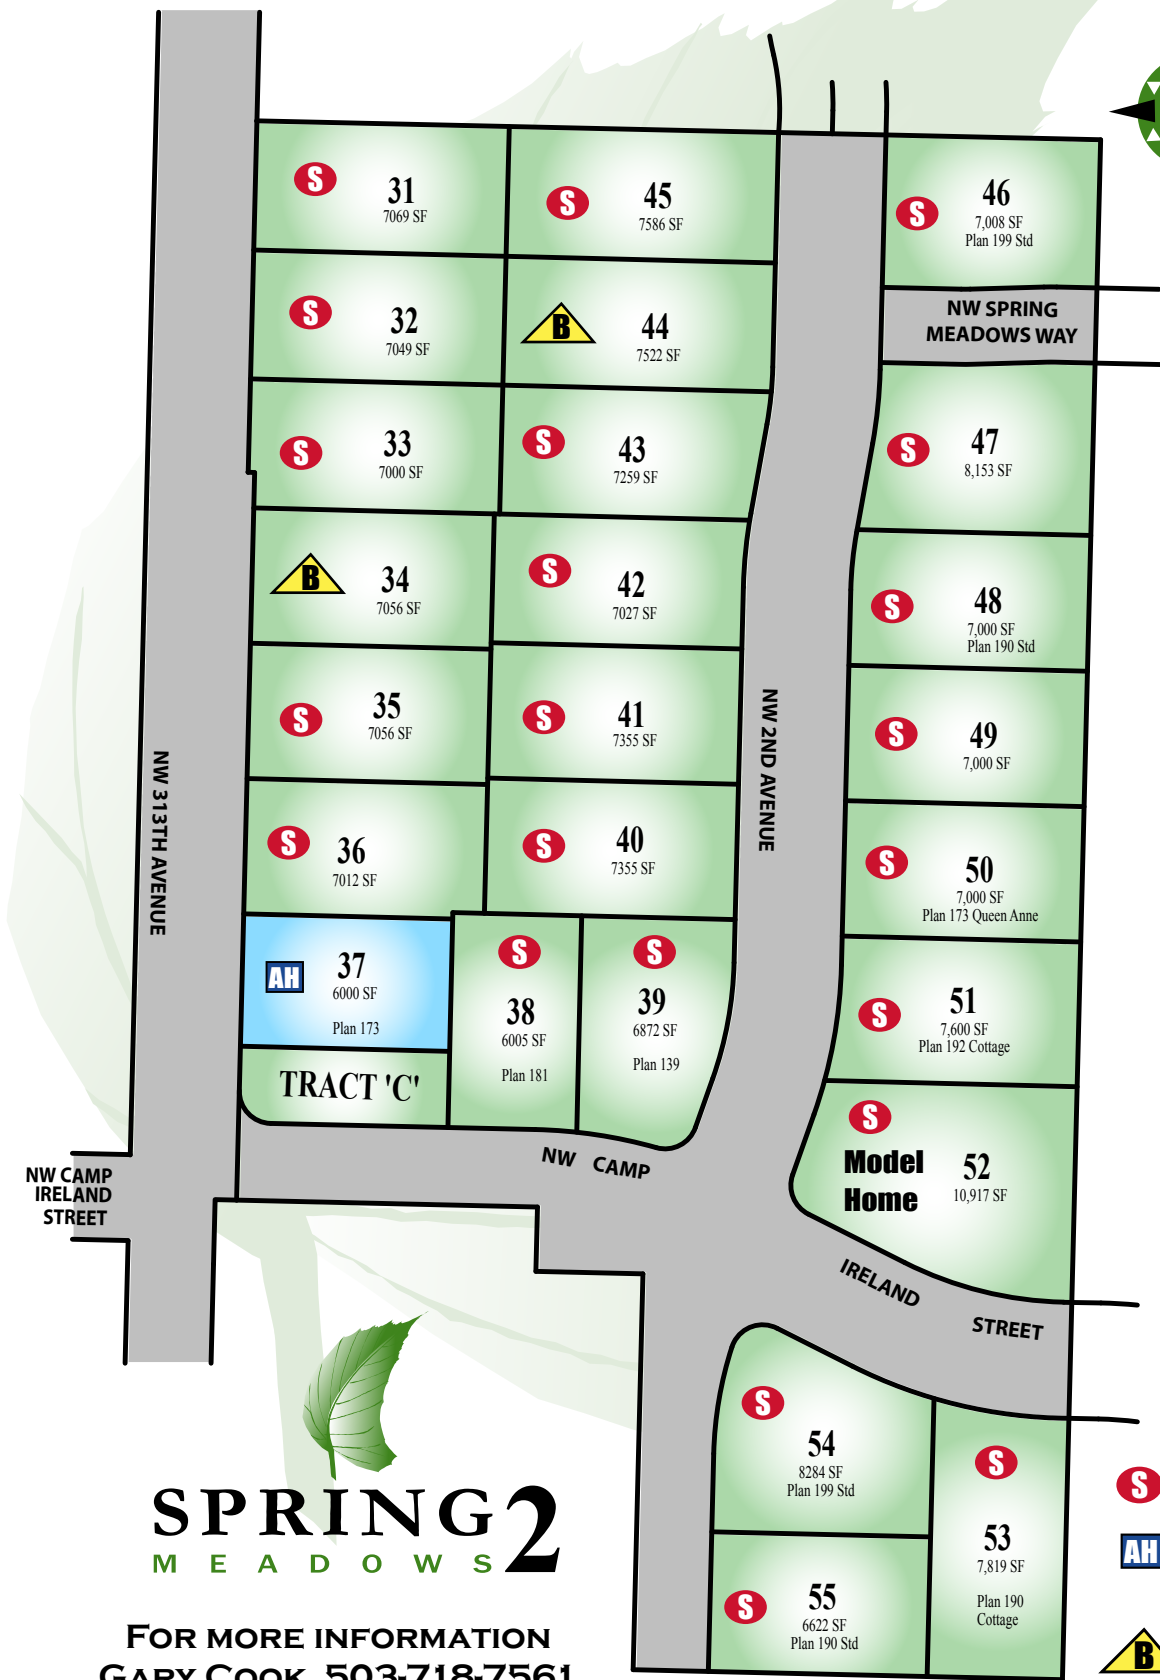 S
31
7069 SF
S
45
7586 SF
S
46
7,008 SF
Plan 199 Std
NW SPRING
MEADOWS WAY
S
32
7049 SF
B
44
7522 SF
S
33
7000 SF
S
43
7259 SF
S
47
8,153 SF
B
34
7056 SF
S
42
7027 SF
S
48
7,000 SF
Plan 190 Std
S
35
7056 SF
S
41
7355 SF
S
49
7,000 SF
NW 313TH AVENUE
NW 2ND AVENUE
S
36
7012 SF
S
40
7355 SF
S
50
7,000 SF
Plan 173 Queen Anne
AH
37
6000 SF
Plan 173
S
38
6005 SF
Plan 181
S
39
6872 SF
Plan 139
S
51
7,600 SF
Plan 192 Cottage
TRACT 'C'
S
Model
Home
52
10,917 SF
NW CAMP
IRELAND
STREET
NW CAMP
IRELAND
STREET
S
54
8284 SF
Plan 199 Std
S
53
7,819 SF
Plan 190
Cottage
S
55
6622 SF
Plan 190 Std
S
AH
B
SPRING 2
MEADOWS
FOR MORE INFORMATION
GARY COOK 503-718-7561